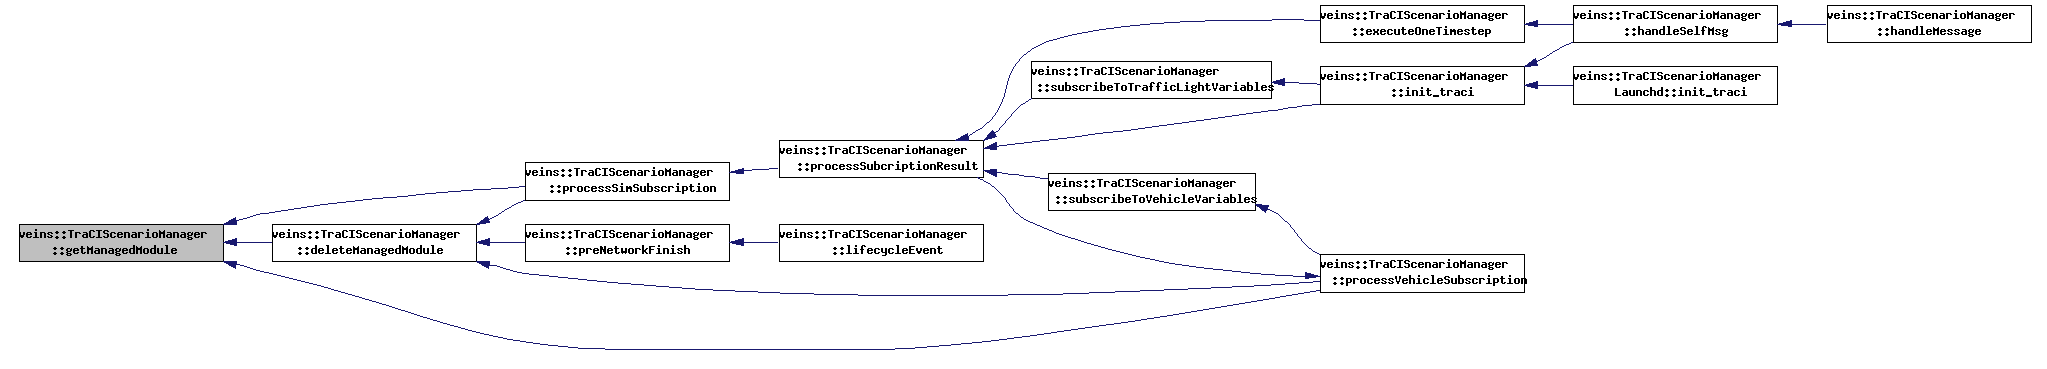 veins::TraCIScenarioManager
::executeOneTimestep
veins::TraCIScenarioManager
::handleSelfMsg
veins::TraCIScenarioManager
::handleMessage
veins::TraCIScenarioManager
::subscribeToTrafficLightVariables
veins::TraCIScenarioManager
::init_traci
veins::TraCIScenarioManager
Launchd::init_traci
veins::TraCIScenarioManager
::processSubcriptionResult
veins::TraCIScenarioManager
::processSimSubscription
veins::TraCIScenarioManager
::subscribeToVehicleVariables
veins::TraCIScenarioManager
::getManagedModule
veins::TraCIScenarioManager
::deleteManagedModule
veins::TraCIScenarioManager
::preNetworkFinish
veins::TraCIScenarioManager
::lifecycleEvent
veins::TraCIScenarioManager
::processVehicleSubscription